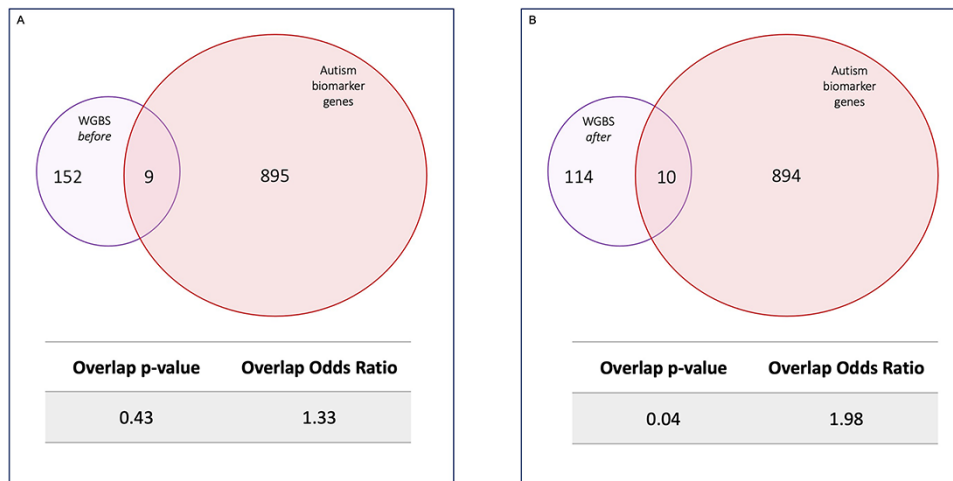 A
Autism
biomarker
genes
WGBS
before
152
9
895
Overlap p-value Overlap Odds Ratio
0.43 1.33
B
Autism
biomarker
genes
WGBS
after
114
10
894
Overlap p-value Overlap Odds Ratio
0.04 1.98